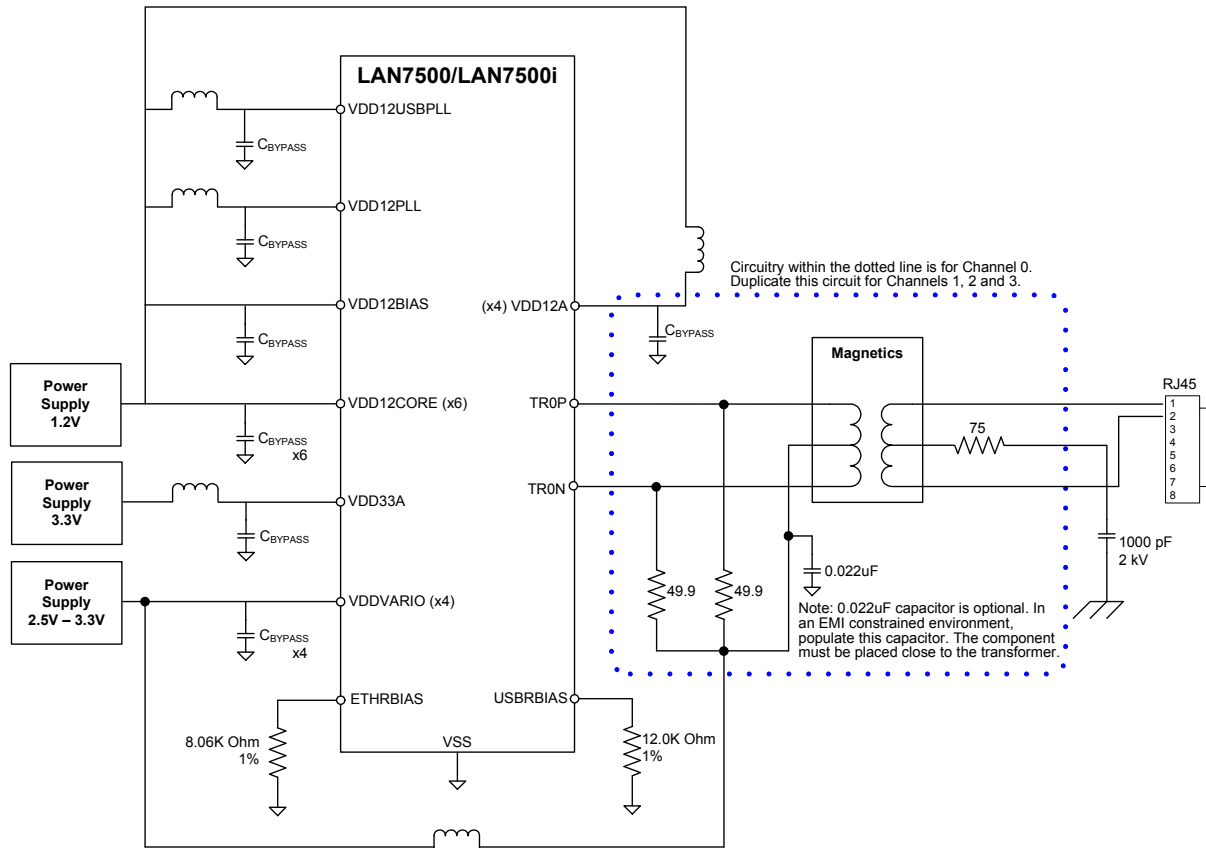 LAN7500/LAN7500i
VDD12USBPLL
CBYPASS
VDD12PLL
CBYPASS
Circuitry within the dotted line is for Channel 0.
Duplicate this circuit for Channels 1, 2 and 3.
VDD12BIAS
(x4) VDD12A
CBYPASS
CBYPASS
Magnetics
Power
Supply
1.2V
VDD12CORE (x6)
TR0P
RJ45
1
2
3
4
5
6
7
8
75
CBYPASS
x6
Power
Supply
3.3V
VDD33A
TR0N
CBYPASS
1000 pF
2 kV
0.022uF
49.9
49.9
Power
Supply
2.5V – 3.3V
VDDVARIO (x4)
CBYPASS
x4
Note: 0.022uF capacitor is optional. In
an EMI constrained environment,
populate this capacitor. The component
must be placed close to the transformer.
ETHRBIAS
USBRBIAS
8.06K Ohm
1%
VSS
12.0K Ohm
1%